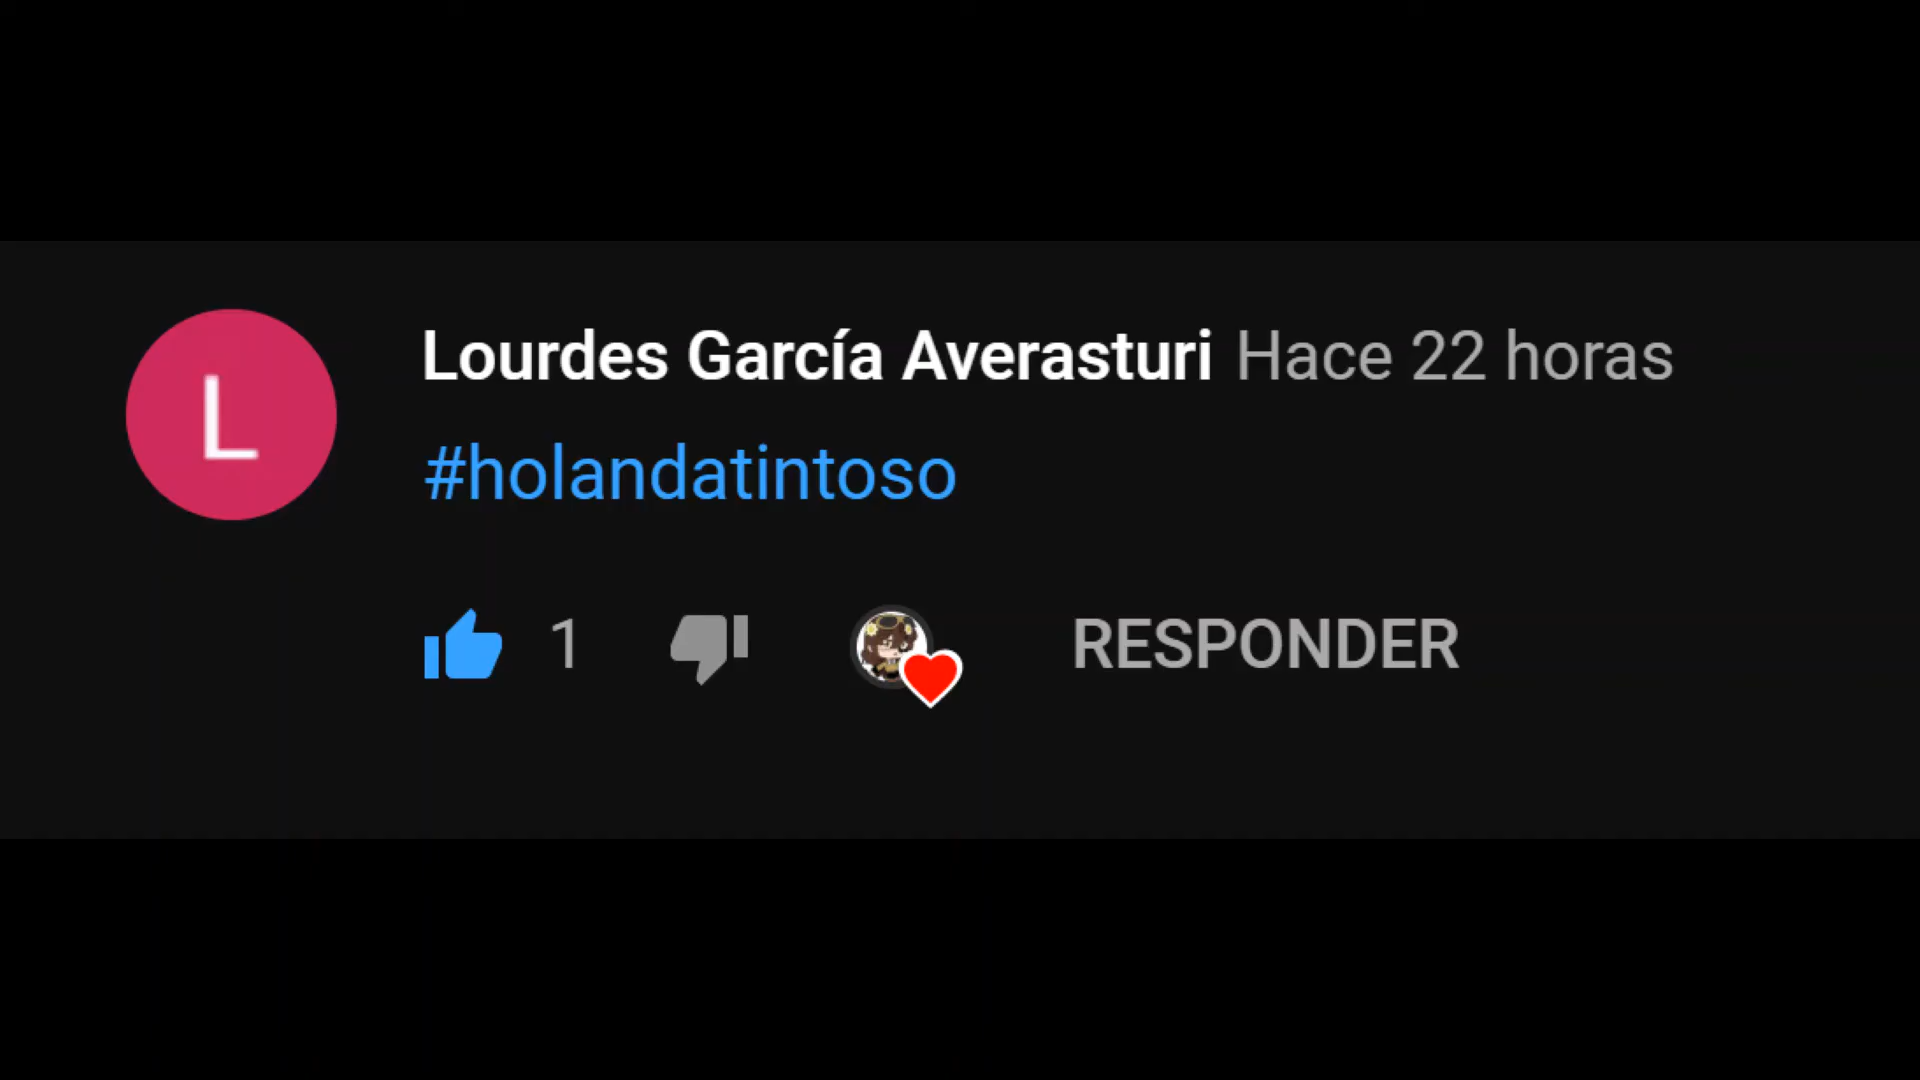 L
Lourdes García Averasturi Hace 22 horas
#holandatintoso
1 RESPONDER